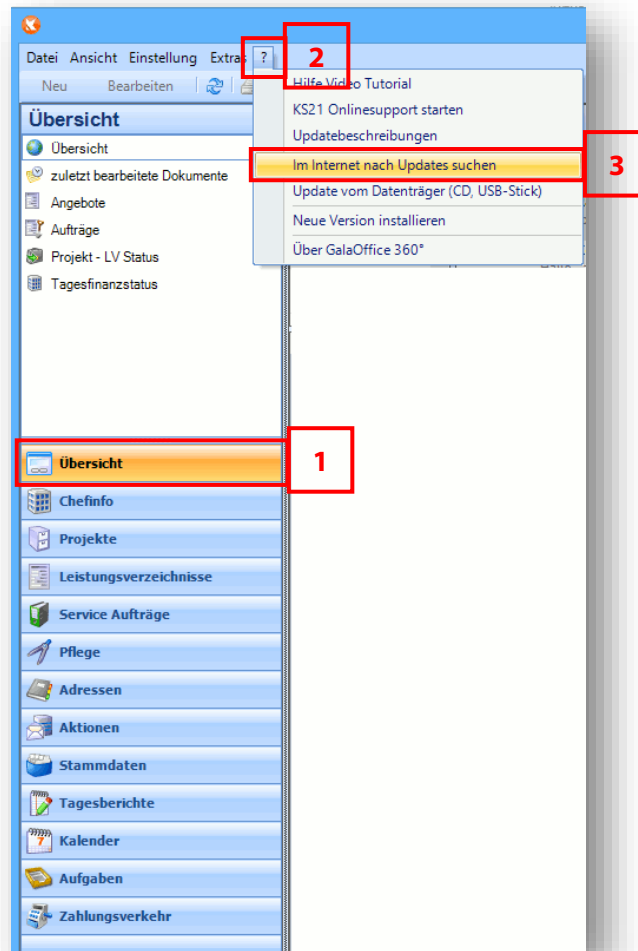 Datei Ansicht Einstellung Extras ?
2
Neu Bearbeiten
Hilfe Video Tutorial
KS21 Onlinesupport starten
Updatebeschreibungen
Im Internet nach Updates suchen
3
Update vom Datenträger (CD, USB-Stick)
Neue Version installieren
Über GalaOffice 360°
Übersicht
Übersicht
zuletzt bearbeitete Dokumente
Angebote
Aufträge
Projekt - LV Status
Tagesfinanzstatus
Übersicht
1
Chefinfo
Projekte
Leistungsverzeichnisse
Service Aufträge
Pflege
Adressen
Aktionen
Stammdaten
Tagesberichte
Kalender
Aufgaben
Zahlungsverkehr